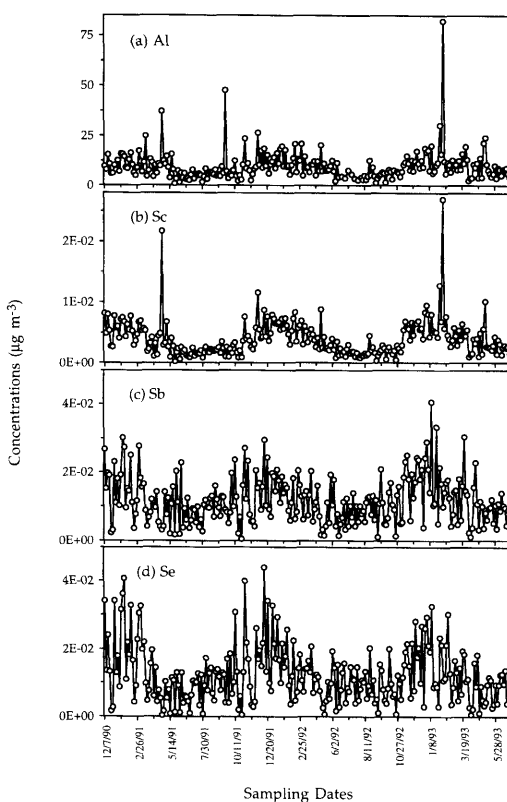 75
(a) Al
50
25
0
(b) Sc
2E-02
1E-02
0E+00
Concentrations (µg m⁻³)
4E-02
(c) Sb
2E-02
0E+00
(d) Se
4E-02
2E-02
0E+00
12/7/90
2/26/91
5/14/91
7/30/91
10/11/91
12/20/91
2/23/92
6/2/92
8/11/92
10/27/92
1/8/93
3/19/93
5/28/93
Sampling Dates